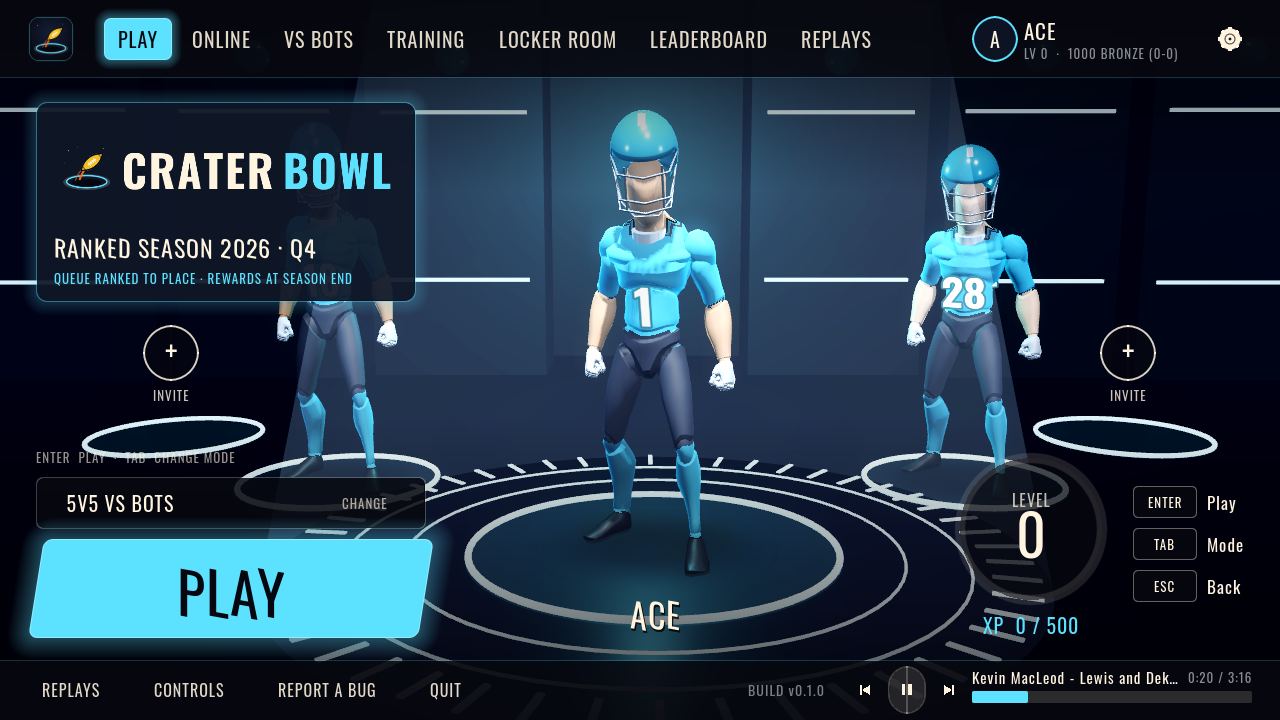 PLAY
ONLINE
VS BOTS
TRAINING
LOCKER ROOM
LEADERBOARD
REPLAYS
A
ACE
LV 0 · 1000 BRONZE (0-0)
CRATER BOWL
RANKED SEASON 2026 · Q4
QUEUE RANKED TO PLACE · REWARDS AT SEASON END
1
28
+
INVITE
+
INVITE
ENTER PLAY · TAB CHANGE MODE
5V5 VS BOTS
CHANGE
PLAY
ACE
LEVEL
0
XP 0 / 500
ENTER Play
TAB Mode
ESC Back
REPLAYS
CONTROLS
REPORT A BUG
QUIT
BUILD v0.1.0
Kevin MacLeod - Lewis and Dek…
0:20 / 3:16